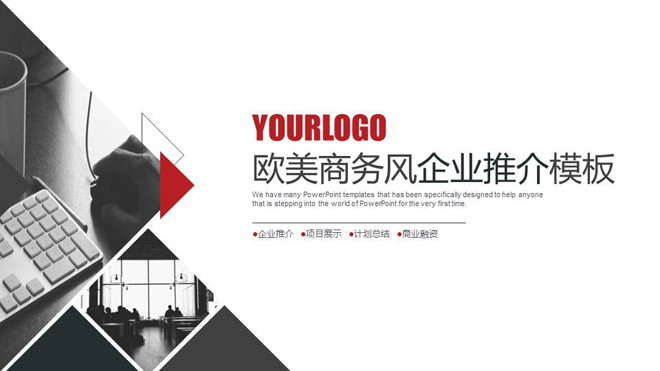 YOURLOGO
欧美商务风企业推介模板
We have many PowerPoint templates that has been specifically designed to help anyone
that is stepping into the world of PowerPoint for the very first time.
●企业推介 ●项目展示 ●计划总结 ●商业融资